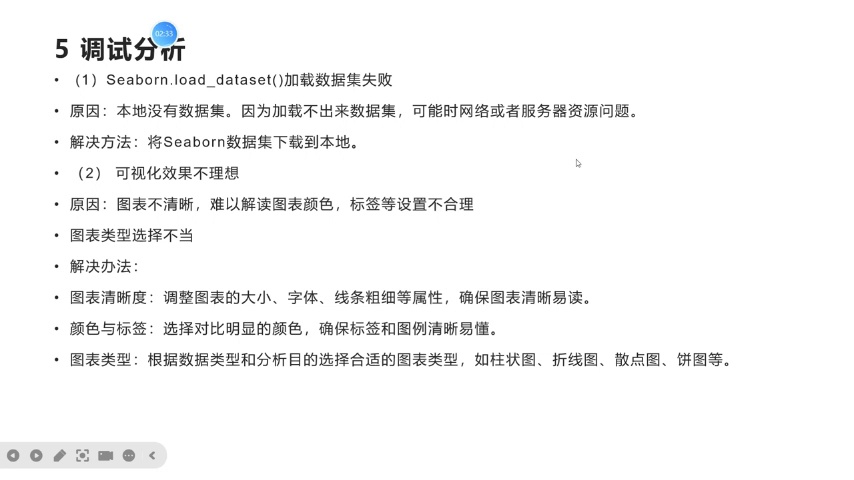 02:33
5 调试分析
• （1）Seaborn.load_dataset()加载数据集失败
• 原因：本地没有数据集。因为加载不出来数据集，可能时网络或者服务器资源问题。
• 解决方法：将Seaborn数据集下载到本地。
• （2） 可视化效果不理想
• 原因：图表不清晰，难以解读图表颜色，标签等设置不合理
• 图表类型选择不当
• 解决办法：
• 图表清晰度：调整图表的大小、字体、线条粗细等属性，确保图表清晰易读。
• 颜色与标签：选择对比明显的颜色，确保标签和图例清晰易懂。
• 图表类型：根据数据类型和分析目的选择合适的图表类型，如柱状图、折线图、散点图、饼图等。